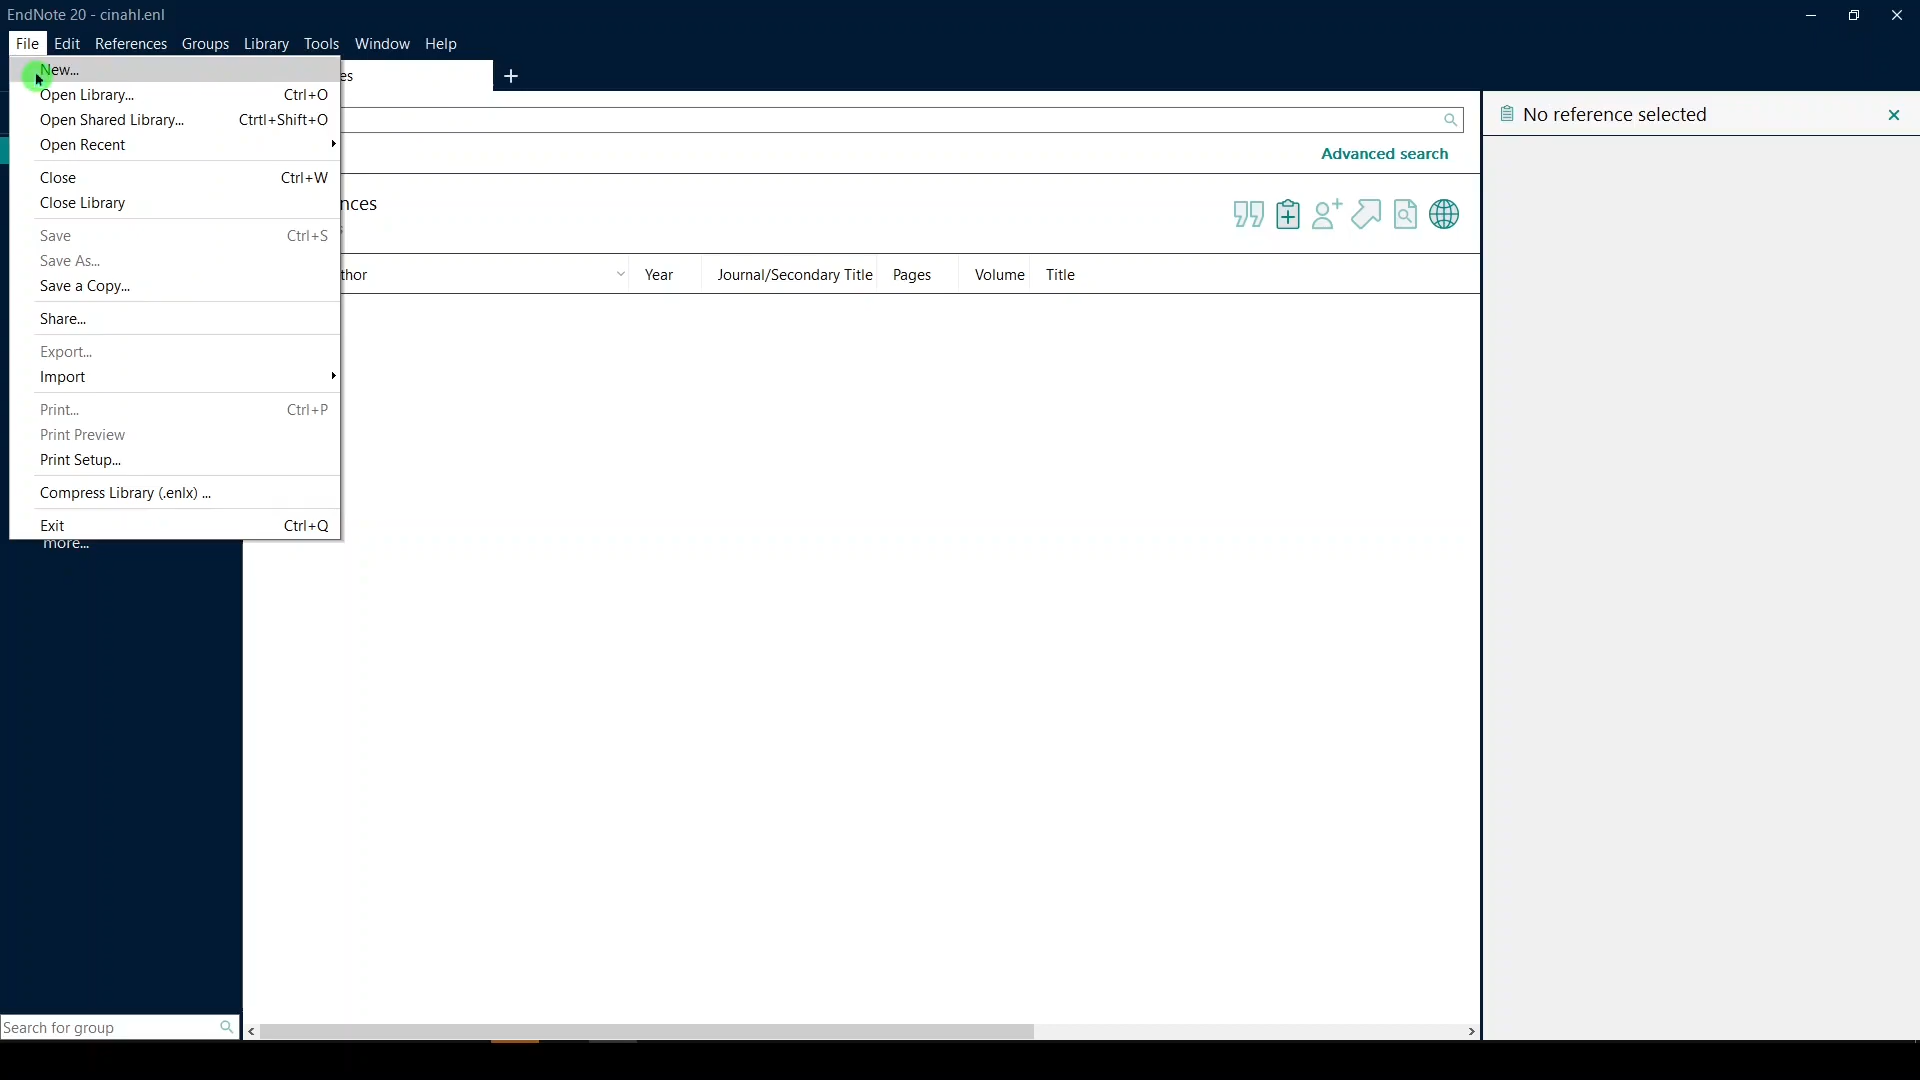 EndNote 20 - cinahl.enl
File Edit References Groups Library Tools Window Help
New...
es
Open Library... Ctrl+O
Open Shared Library... Ctrtl+Shift+O
No reference selected
Open Recent
Advanced search
Close Ctrl+W
Close Library
nces
Save Ctrl+S
Save As...
thor Year Journal/Secondary Title Pages Volume Title
Save a Copy...
Share...
Export...
Import
Print... Ctrl+P
Print Preview
Print Setup...
Compress Library (.enlx) ...
Exit Ctrl+Q
more...
Search for group